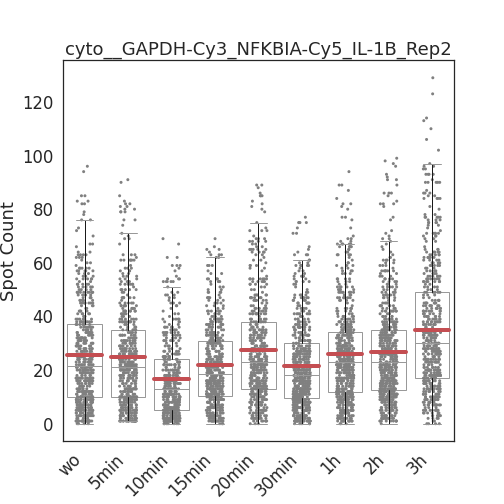 cyto__GAPDH-Cy3_NFKBIA-Cy5_IL-1B_Rep2
Spot Count
120
100
80
60
40
20
0
wo
5min
10min
15min
20min
30min
1h
2h
3h